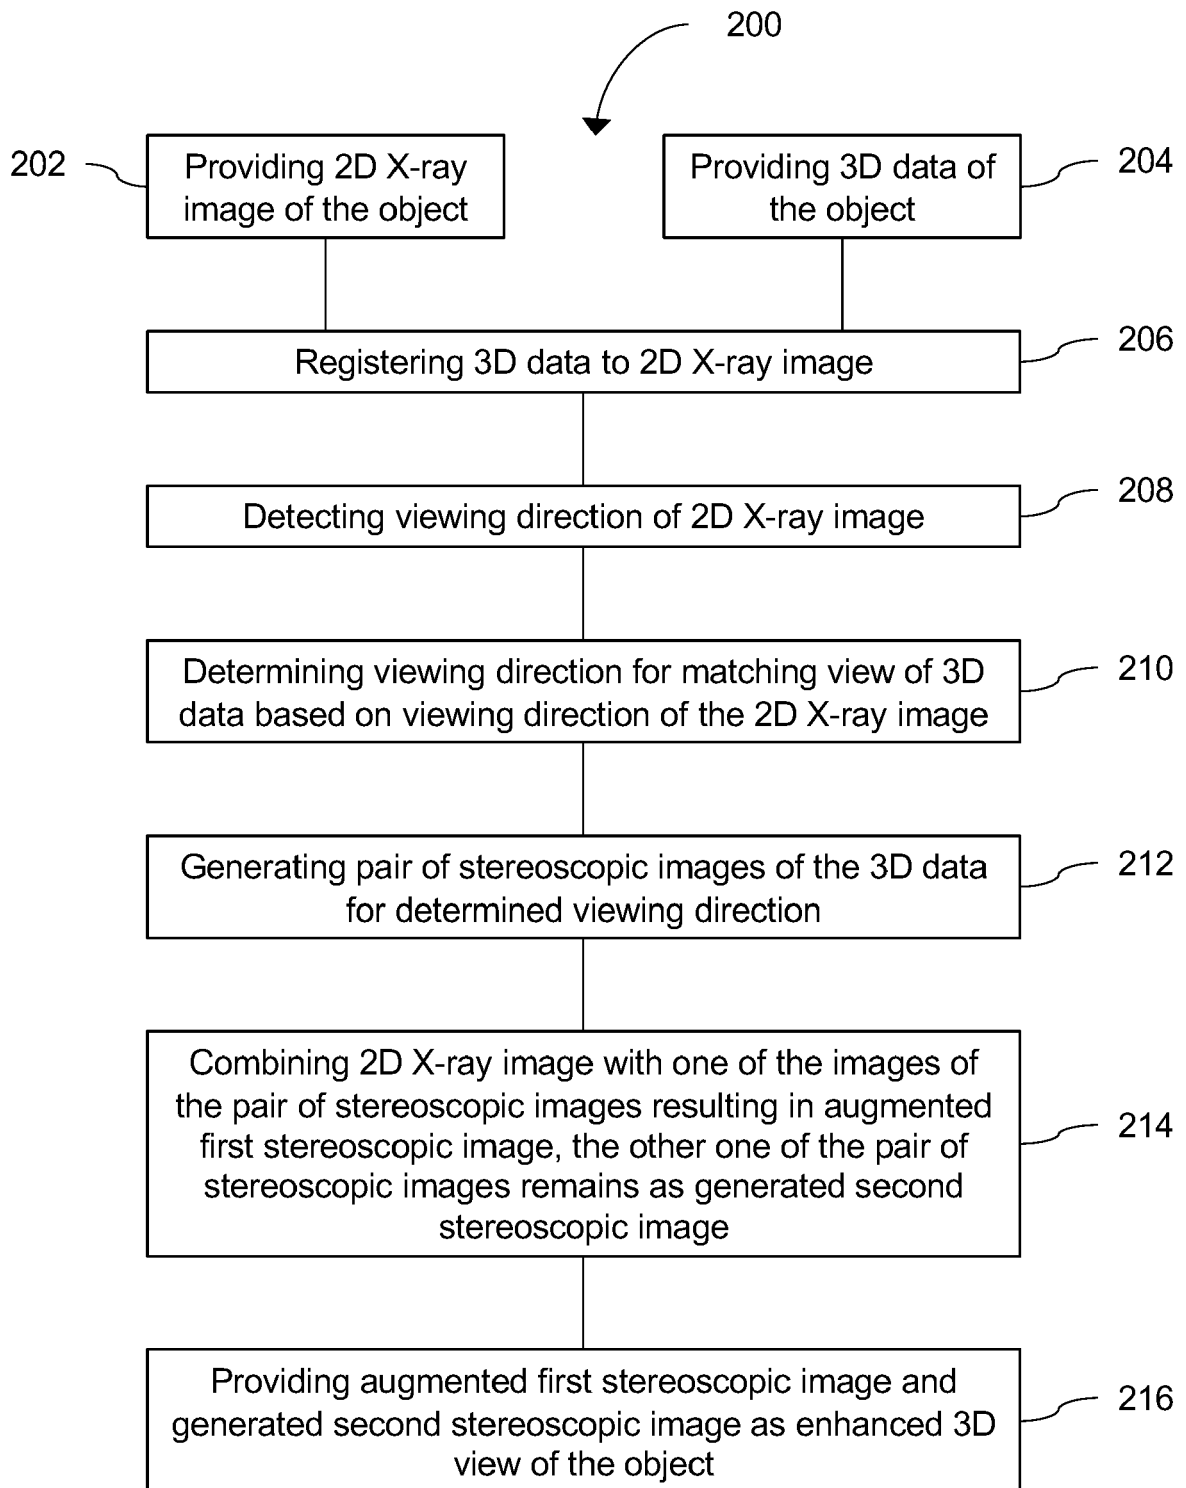 200
202
Providing 2D X-ray
image of the object
Providing 3D data of
the object
204
Registering 3D data to 2D X-ray image
206
Detecting viewing direction of 2D X-ray image
208
Determining viewing direction for matching view of 3D
data based on viewing direction of the 2D X-ray image
210
Generating pair of stereoscopic images of the 3D data
for determined viewing direction
212
Combining 2D X-ray image with one of the images of
the pair of stereoscopic images resulting in augmented
first stereoscopic image, the other one of the pair of
stereoscopic images remains as generated second
stereoscopic image
214
Providing augmented first stereoscopic image and
generated second stereoscopic image as enhanced 3D
view of the object
216